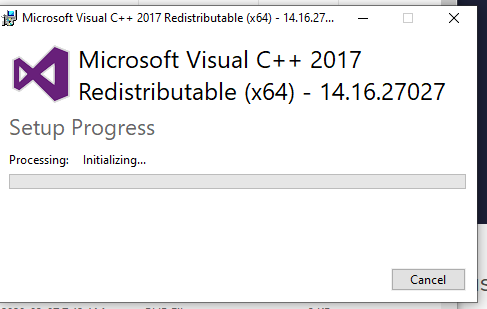 Microsoft Visual C++ 2017 Redistributable (x64) - 14.16.27...
Microsoft Visual C++ 2017
Redistributable (x64) - 14.16.27027
Setup Progress
Processing: Initializing...
Cancel